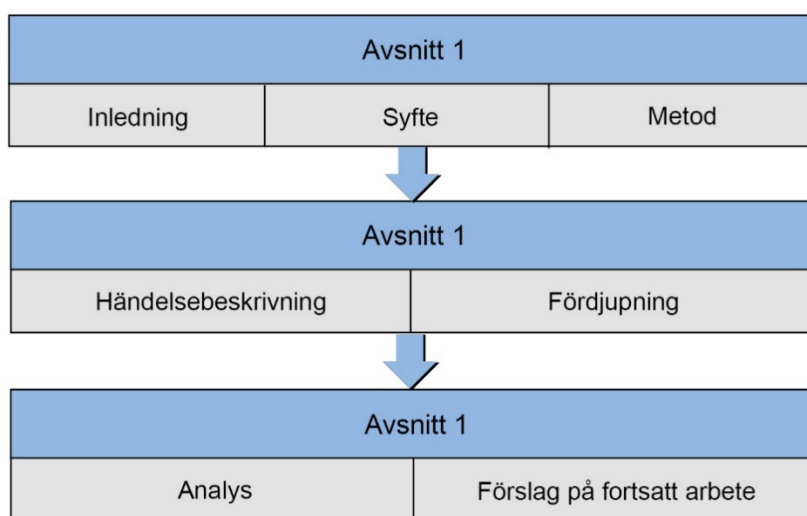 Avsnitt 1
Inledning Syfte Metod
Avsnitt 1
Händelsebeskrivning Fördjupning
Avsnitt 1
Analys Förslag på fortsatt arbete